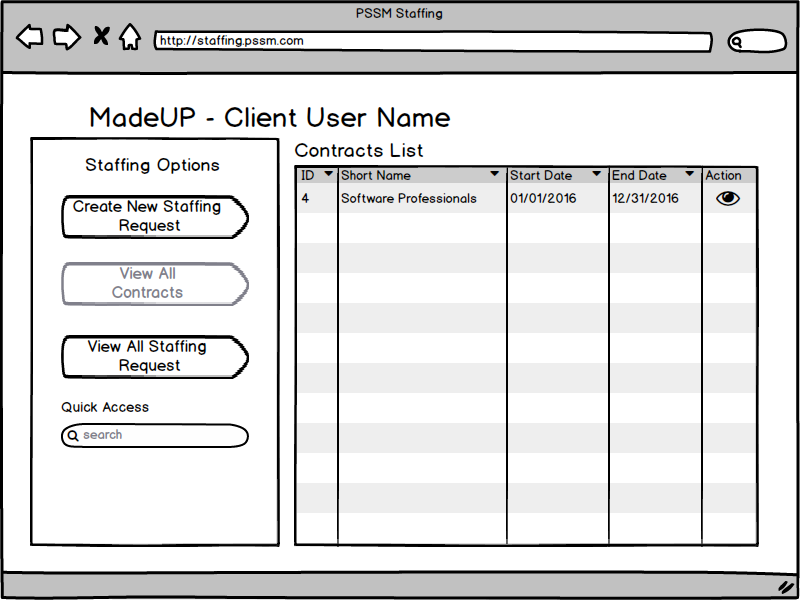 PSSM Staffing
http://staffing.pssm.com
MadeUP - Client User Name
Staffing Options
Create New Staffing
Request
View All
Contracts
View All Staffing
Request
Quick Access
search
Contracts List
ID Short Name Start Date End Date Action
4 Software Professionals 01/01/2016 12/31/2016